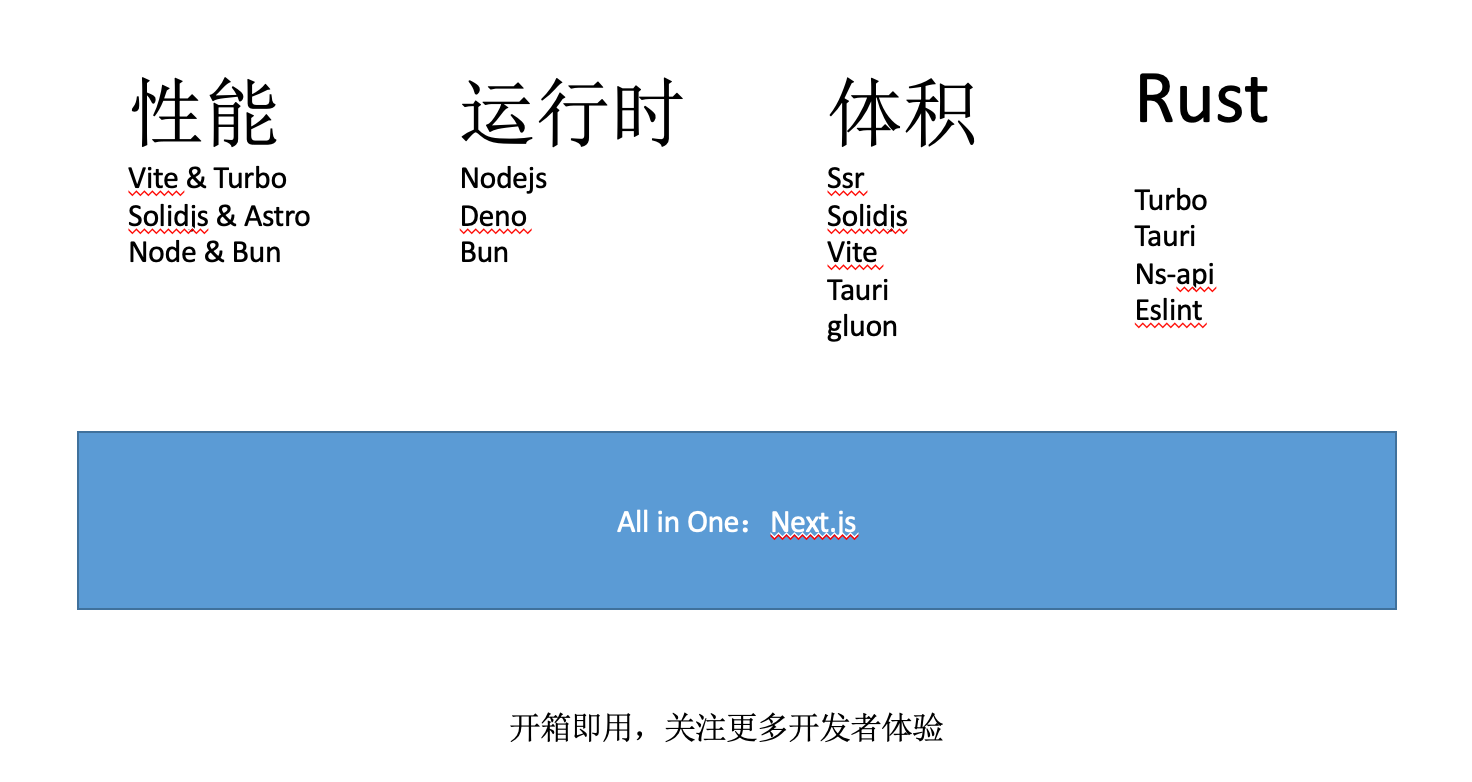 性能
Vite & Turbo
Solidjs & Astro
Node & Bun
运行时
Nodejs
Deno
Bun
体积
Ssr
Solidjs
Vite
Tauri
gluon
Rust
Turbo
Tauri
Ns-api
Eslint
All in One：Next.js
开箱即用，关注更多开发者体验